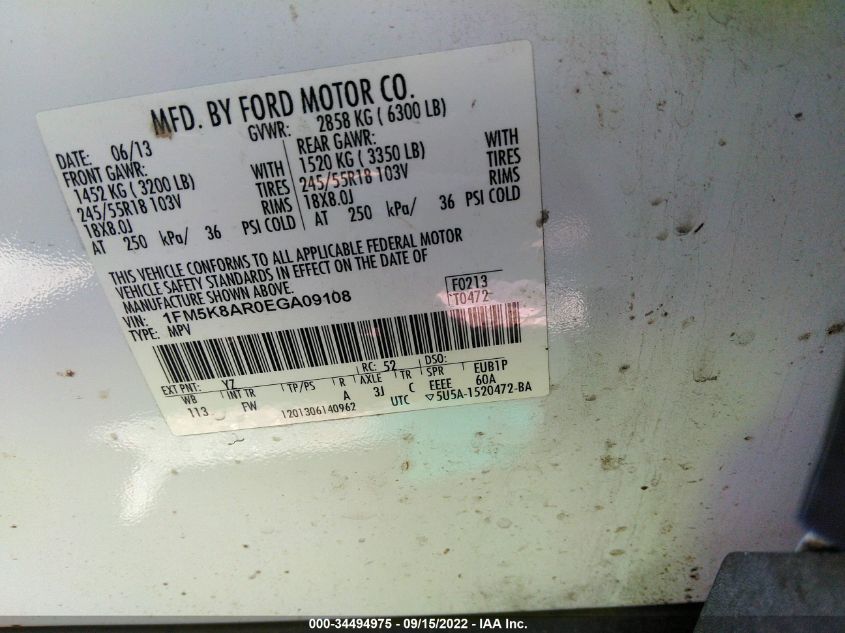 MFD. BY FORD MOTOR CO.
DATE: 06/13 GVWR: 2858 KG ( 6300 LB)
FRONT GAWR: REAR GAWR:
1452 KG ( 3200 LB) WITH 1520 KG ( 3350 LB) WITH
245/55R18 103V TIRES 245/55R18 103V TIRES
18X8.0J RIMS 18X8.0J RIMS
AT 250 kPa/ 36 PSI COLD AT 250 kPa/ 36 PSI COLD
THIS VEHICLE CONFORMS TO ALL APPLICABLE FEDERAL MOTOR
VEHICLE SAFETY STANDARDS IN EFFECT ON THE DATE OF
MANUFACTURE SHOWN ABOVE.
VIN: 1FM5K8AR0EGA09108
TYPE: MPV
F0213
T0472
EXT PNT: YZ RC: 52 DSO:
WB INT TR TP/PS R AXLE TR SPR EUB1P
113 FW A 3J C EEEE 60A
1201306140962 UTC ▽5U5A-1520472-BA
000-34494975 - 09/15/2022 - IAA Inc.